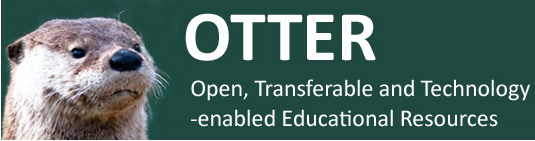 OTTER
Open, Transferable and Technology
-enabled Educational Resources